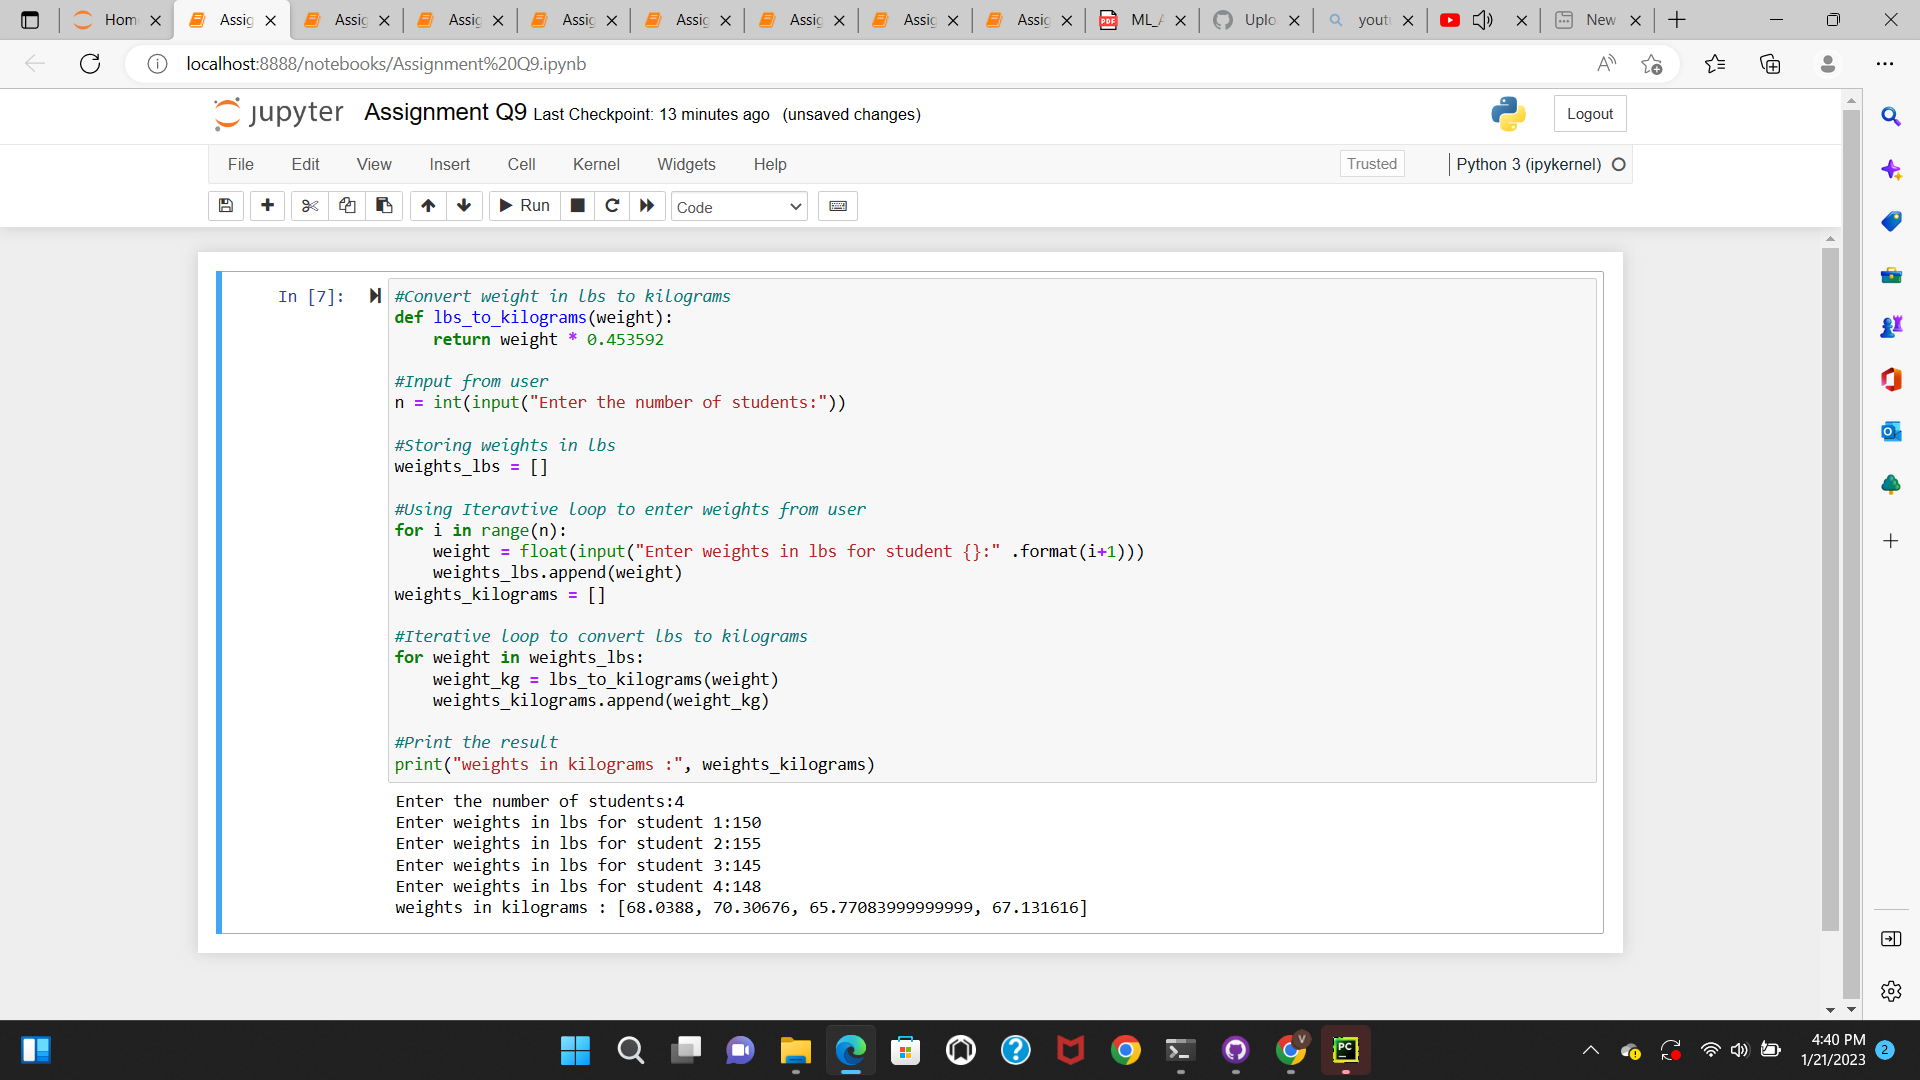 Hom
Assig
Assig
Assig
Assig
Assig
Assig
Assig
Assig
ML_A
Uplo
yout
New
localhost:8888/notebooks/Assignment%20Q9.ipynb
jupyter Assignment Q9 Last Checkpoint: 13 minutes ago (unsaved changes)
Logout
File Edit View Insert Cell Kernel Widgets Help
Trusted
Python 3 (ipykernel)
Run
Code
In [7]:
#Convert weight in lbs to kilograms
def lbs_to_kilograms(weight):
    return weight * 0.453592
#Input from user
n = int(input("Enter the number of students:"))
#Storing weights in lbs
weights_lbs = []
#Using Iteravtive loop to enter weights from user
for i in range(n):
    weight = float(input("Enter weights in lbs for student {}:" .format(i+1)))
    weights_lbs.append(weight)
weights_kilograms = []
#Iterative loop to convert lbs to kilograms
for weight in weights_lbs:
    weight_kg = lbs_to_kilograms(weight)
    weights_kilograms.append(weight_kg)
#Print the result
print("weights in kilograms :", weights_kilograms)
Enter the number of students:4
Enter weights in lbs for student 1:150
Enter weights in lbs for student 2:155
Enter weights in lbs for student 3:145
Enter weights in lbs for student 4:148
weights in kilograms : [68.0388, 70.30676, 65.77083999999999, 67.131616]
PC
V
4:40 PM
1/21/2023
2